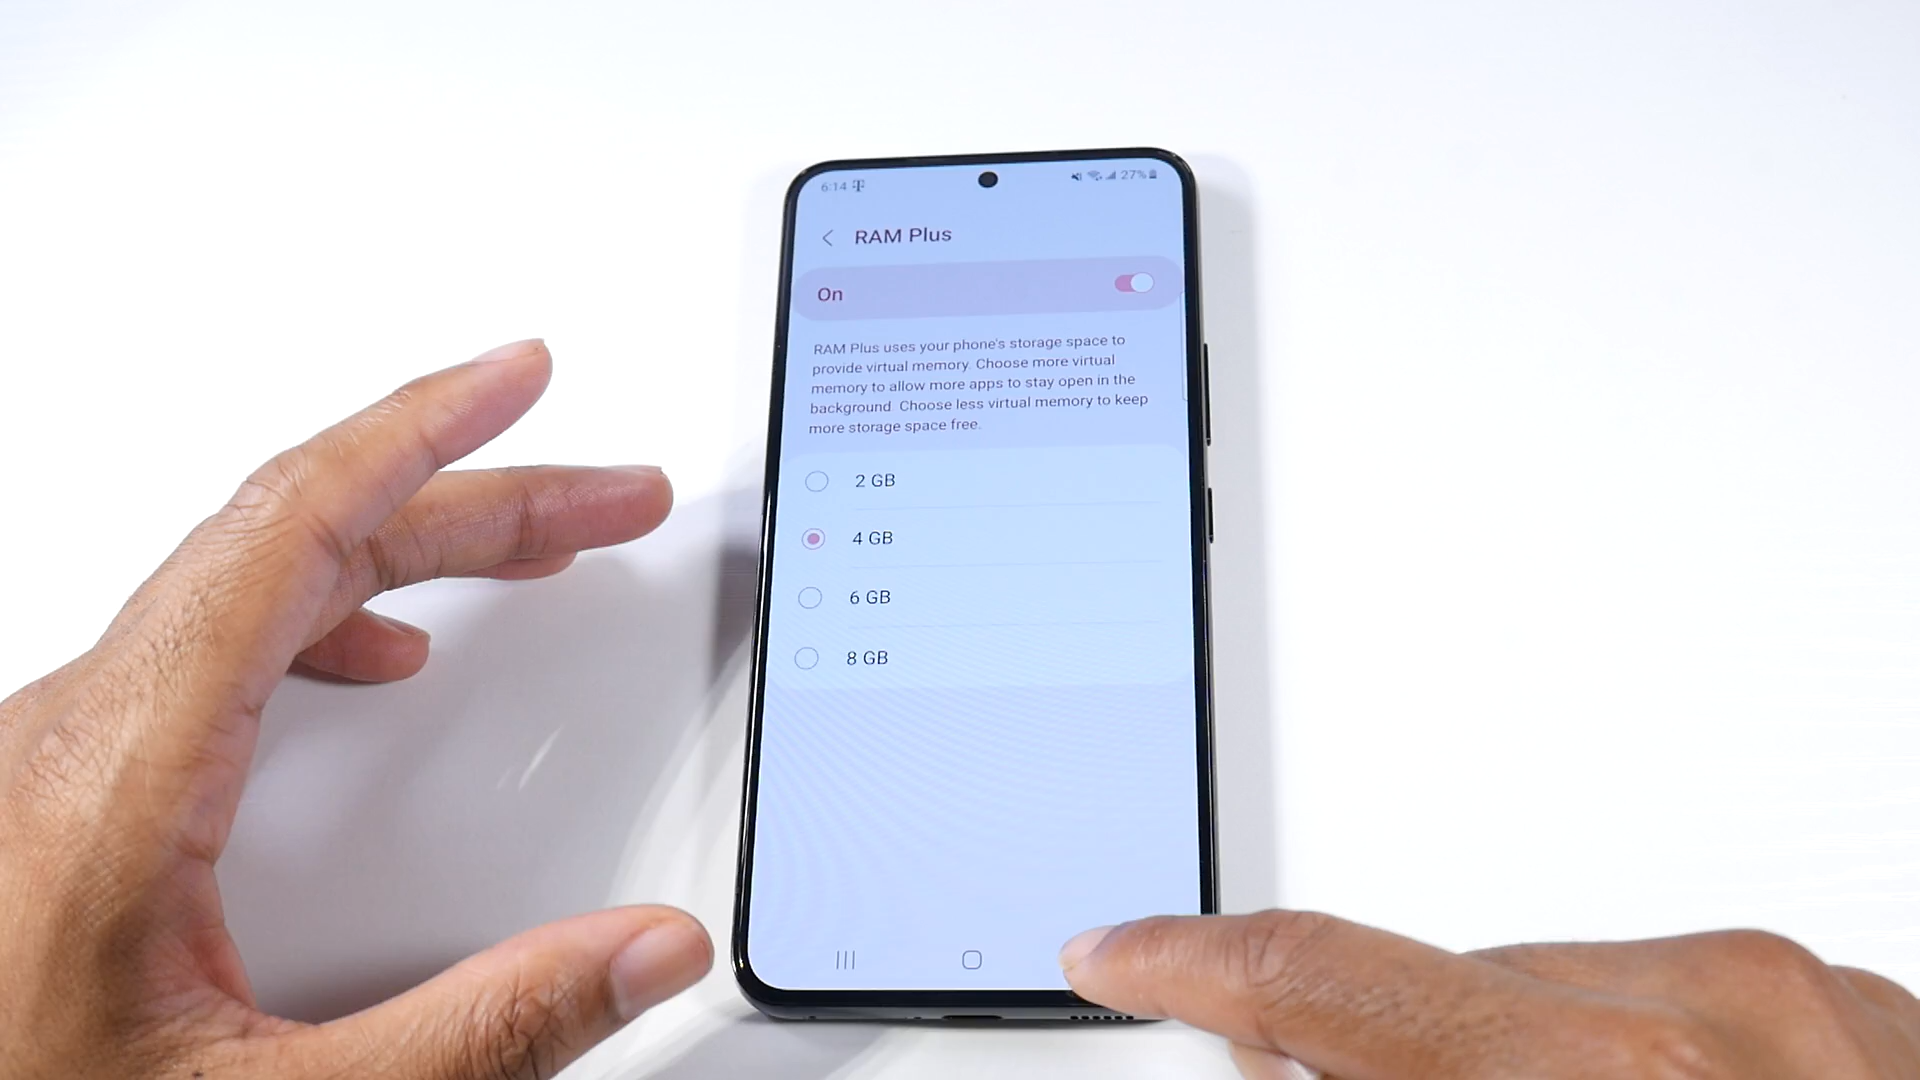 6:14 T 27%
RAM Plus
On
RAM Plus uses your phone's storage space to
provide virtual memory. Choose more virtual
memory to allow more apps to stay open in the
background. Choose less virtual memory to keep
more storage space free.
2 GB
4 GB
6 GB
8 GB